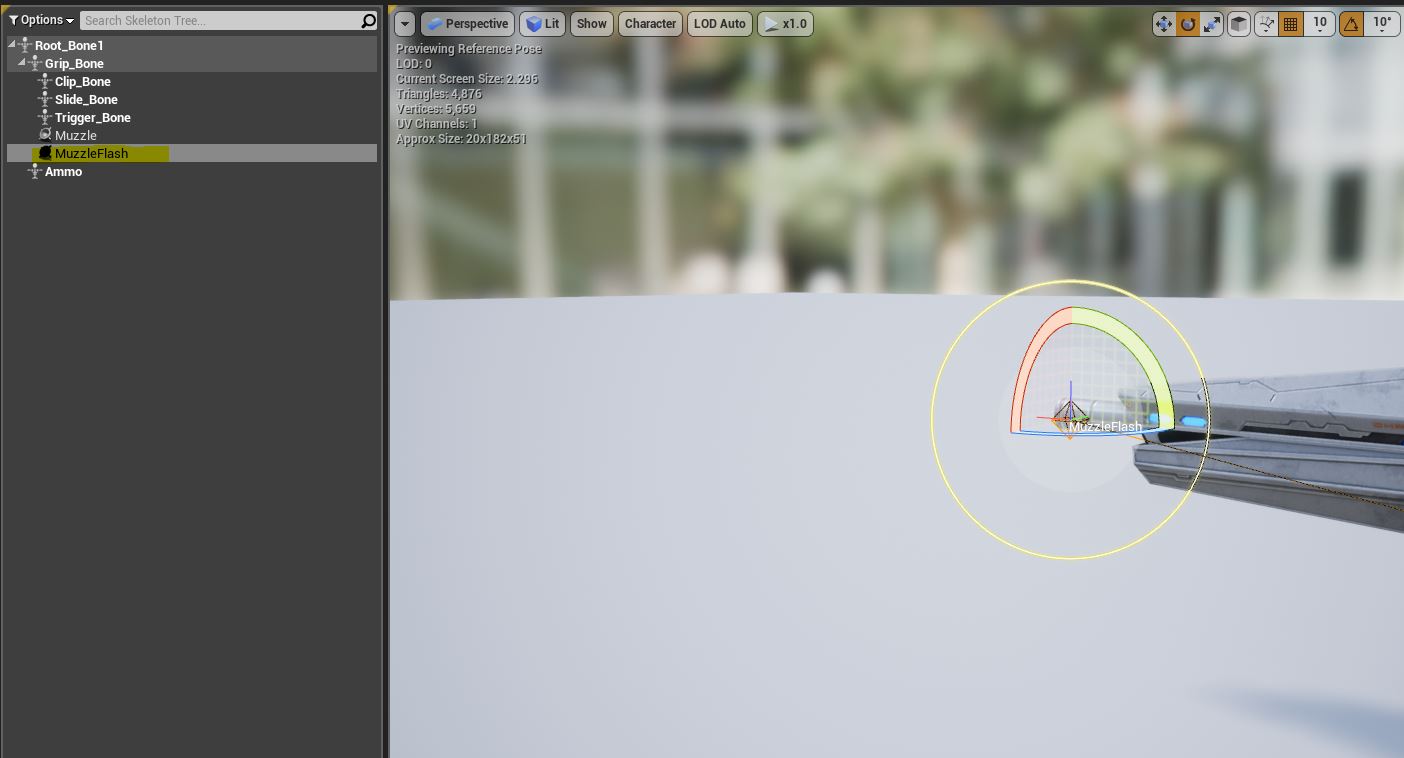 Options
Search Skeleton Tree...
Root_Bone1
Grip_Bone
Clip_Bone
Slide_Bone
Trigger_Bone
Muzzle
MuzzleFlash
Ammo
Perspective
Lit
Show
Character
LOD Auto
x1.0
10
10°
Previewing Reference Pose
LOD: 0
Current Screen Size: 2.296
Triangles: 4,876
Vertices: 5,659
UV Channels: 1
Approx Size: 20x182x51
MuzzleFlash